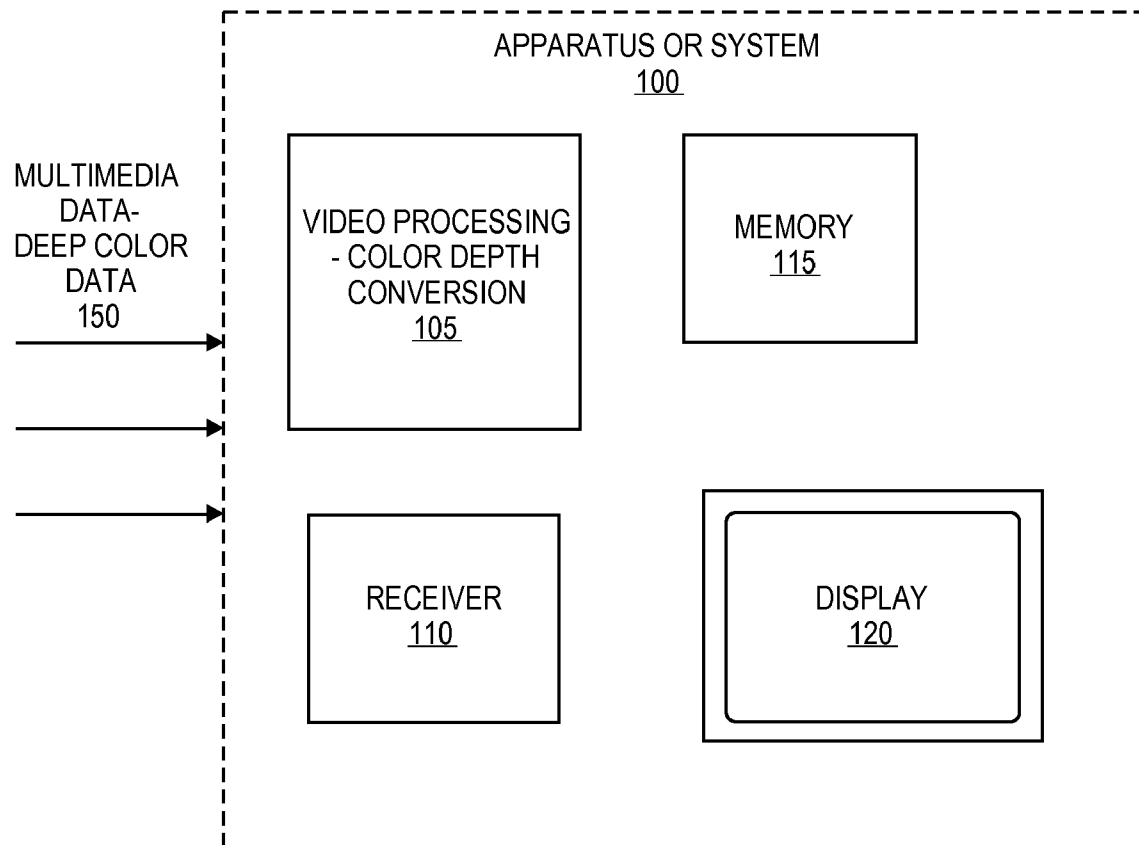 APPARATUS OR SYSTEM
100
MULTIMEDIA
DATA-
DEEP COLOR
DATA
150
VIDEO PROCESSING
- COLOR DEPTH
CONVERSION
105
MEMORY
115
RECEIVER
110
DISPLAY
120